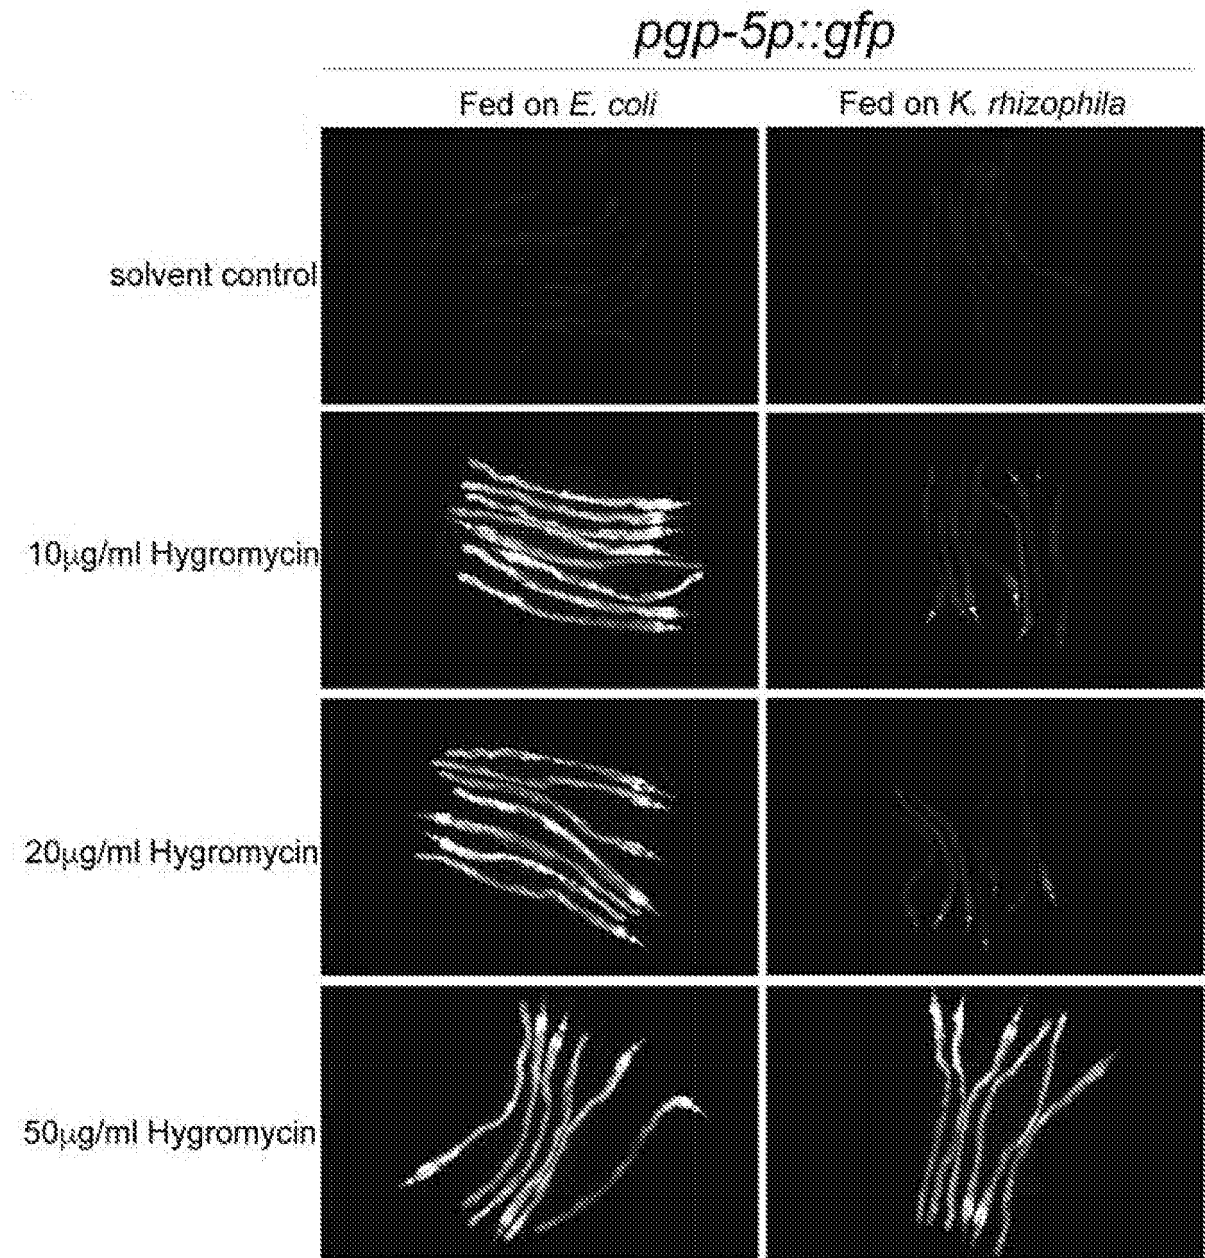 pgp-5p::gfp
Fed on E. coli Fed on K. rhizophila
solvent control
10µg/ml Hygromycin
20µg/ml Hygromycin
50µg/ml Hygromycin